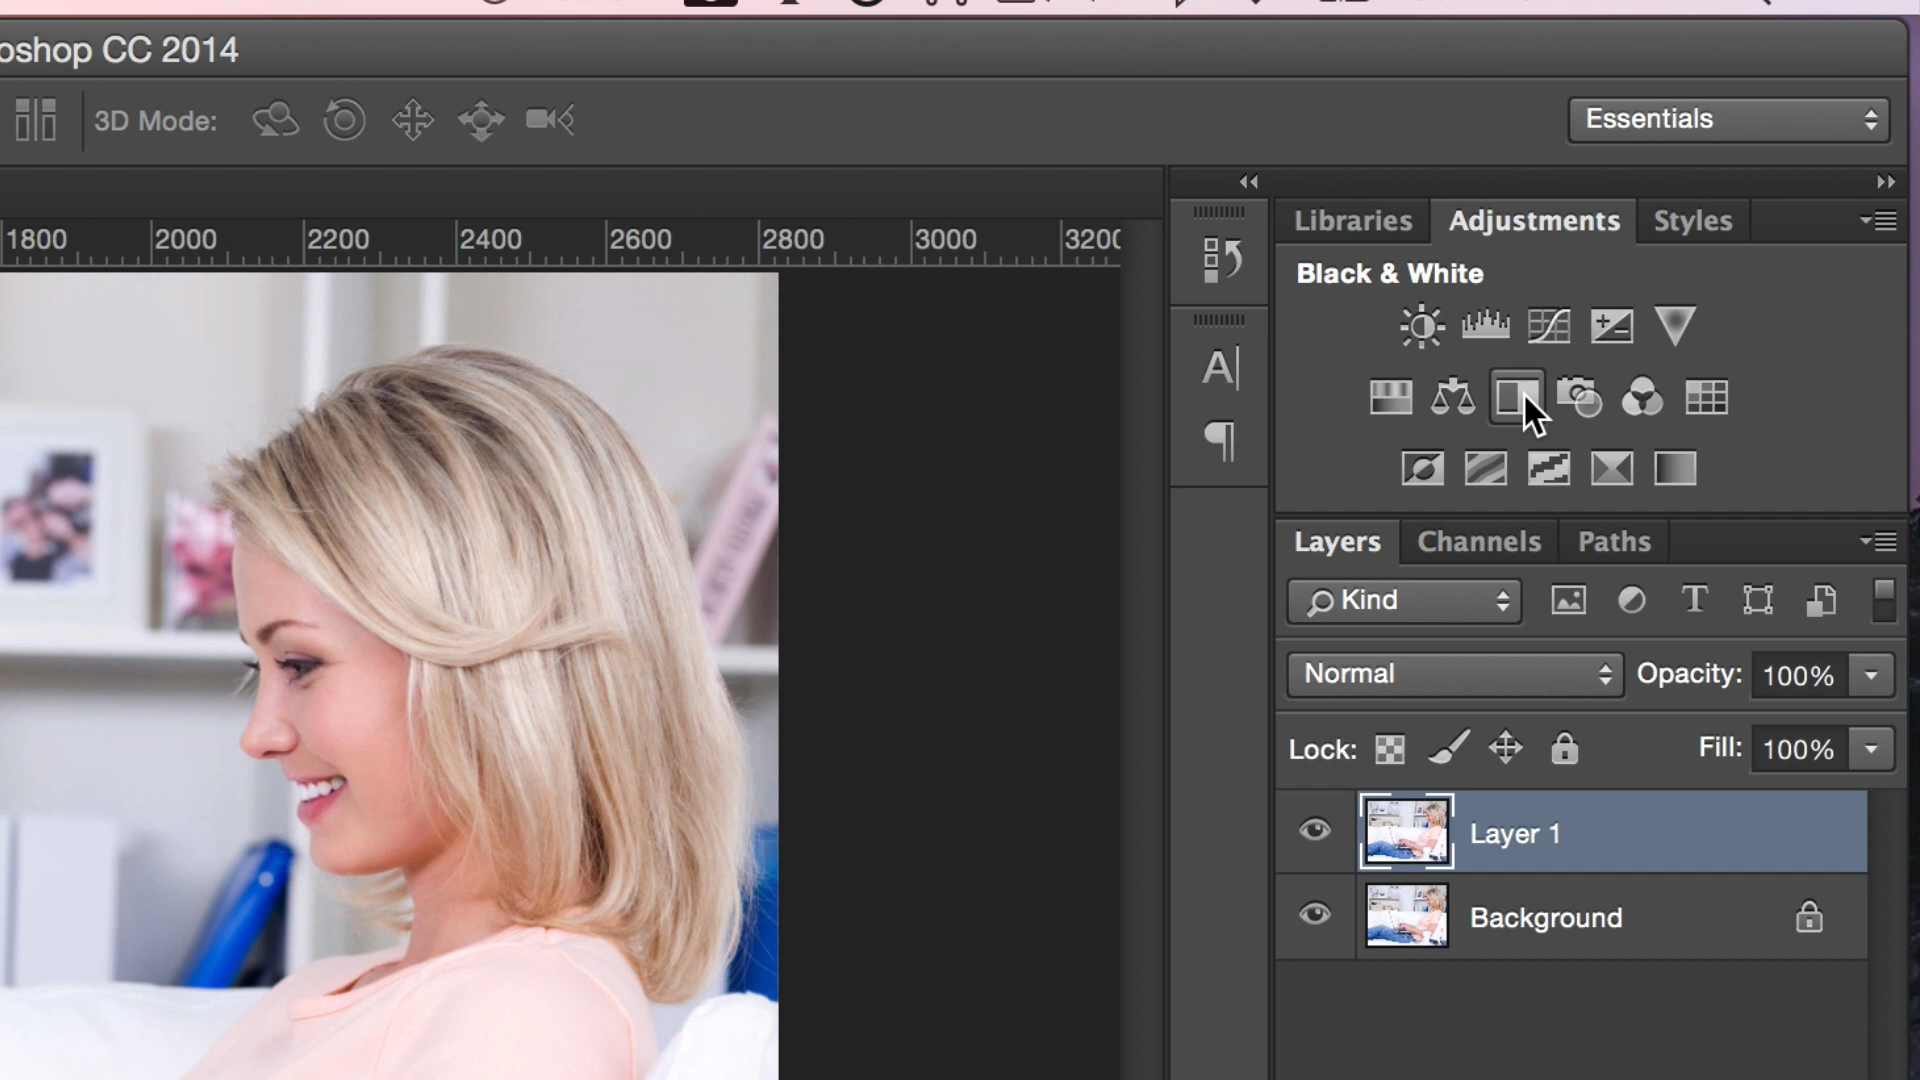 oshop CC 2014
3D Mode:
Essentials
Libraries Adjustments Styles
1800 2000 2200 2400 2600 2800 3000 320
Black & White
A
Layers Channels Paths
Kind
T
Normal Opacity: 100%
Lock: Fill: 100%
Layer 1
Background